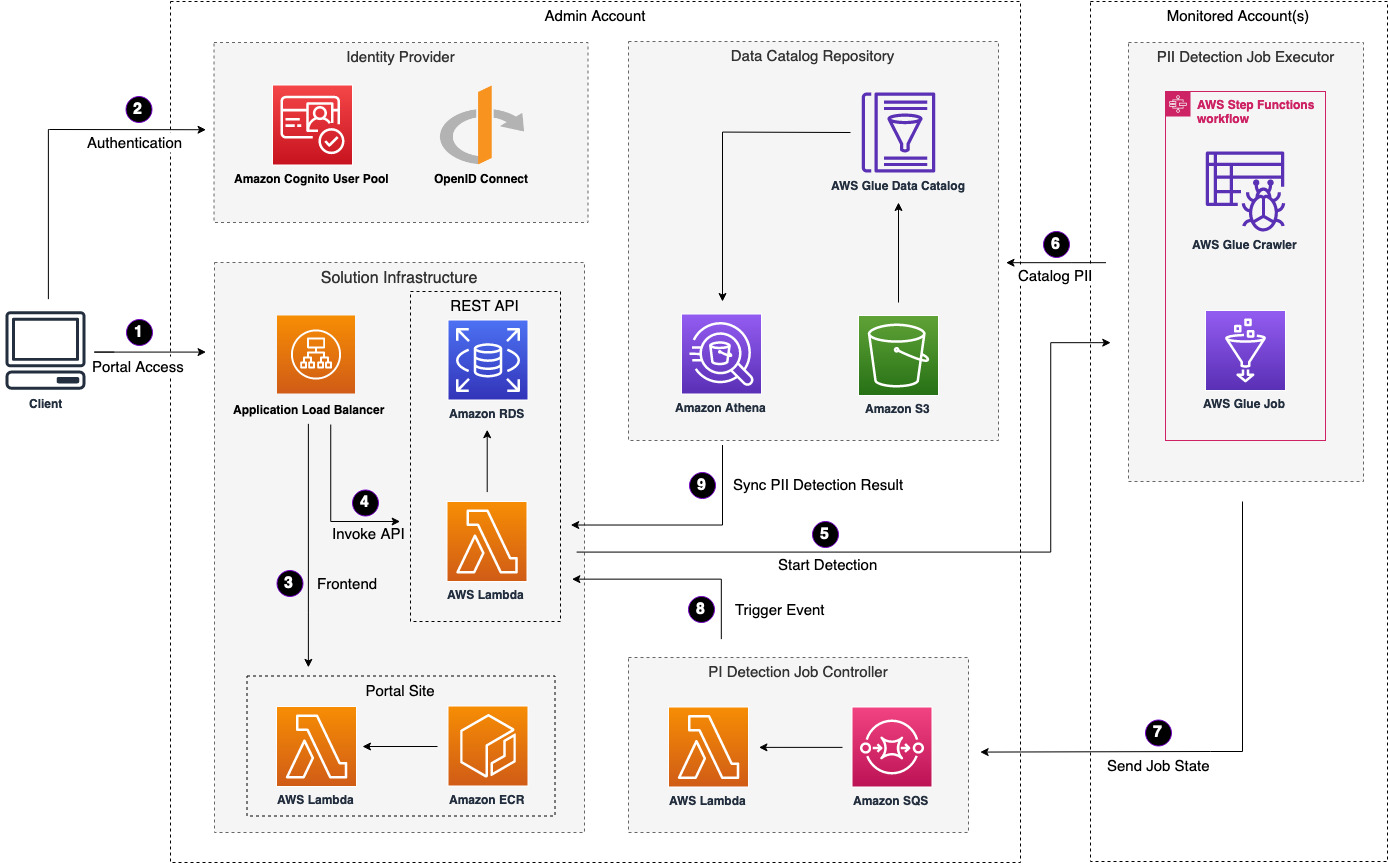 Admin Account
Monitored Account(s)
Identity Provider
Amazon Cognito User Pool
OpenID Connect
2
Authentication
Data Catalog Repository
AWS Glue Data Catalog
Amazon Athena
Amazon S3
PII Detection Job Executor
AWS Step Functions
workflow
AWS Glue Crawler
AWS Glue Job
6
Catalog PII
Client
1
Portal Access
Solution Infrastructure
Application Load Balancer
REST API
Amazon RDS
AWS Lambda
4
Invoke API
3
Frontend
Portal Site
AWS Lambda
Amazon ECR
9
Sync PII Detection Result
5
Start Detection
8
Trigger Event
PI Detection Job Controller
AWS Lambda
Amazon SQS
7
Send Job State